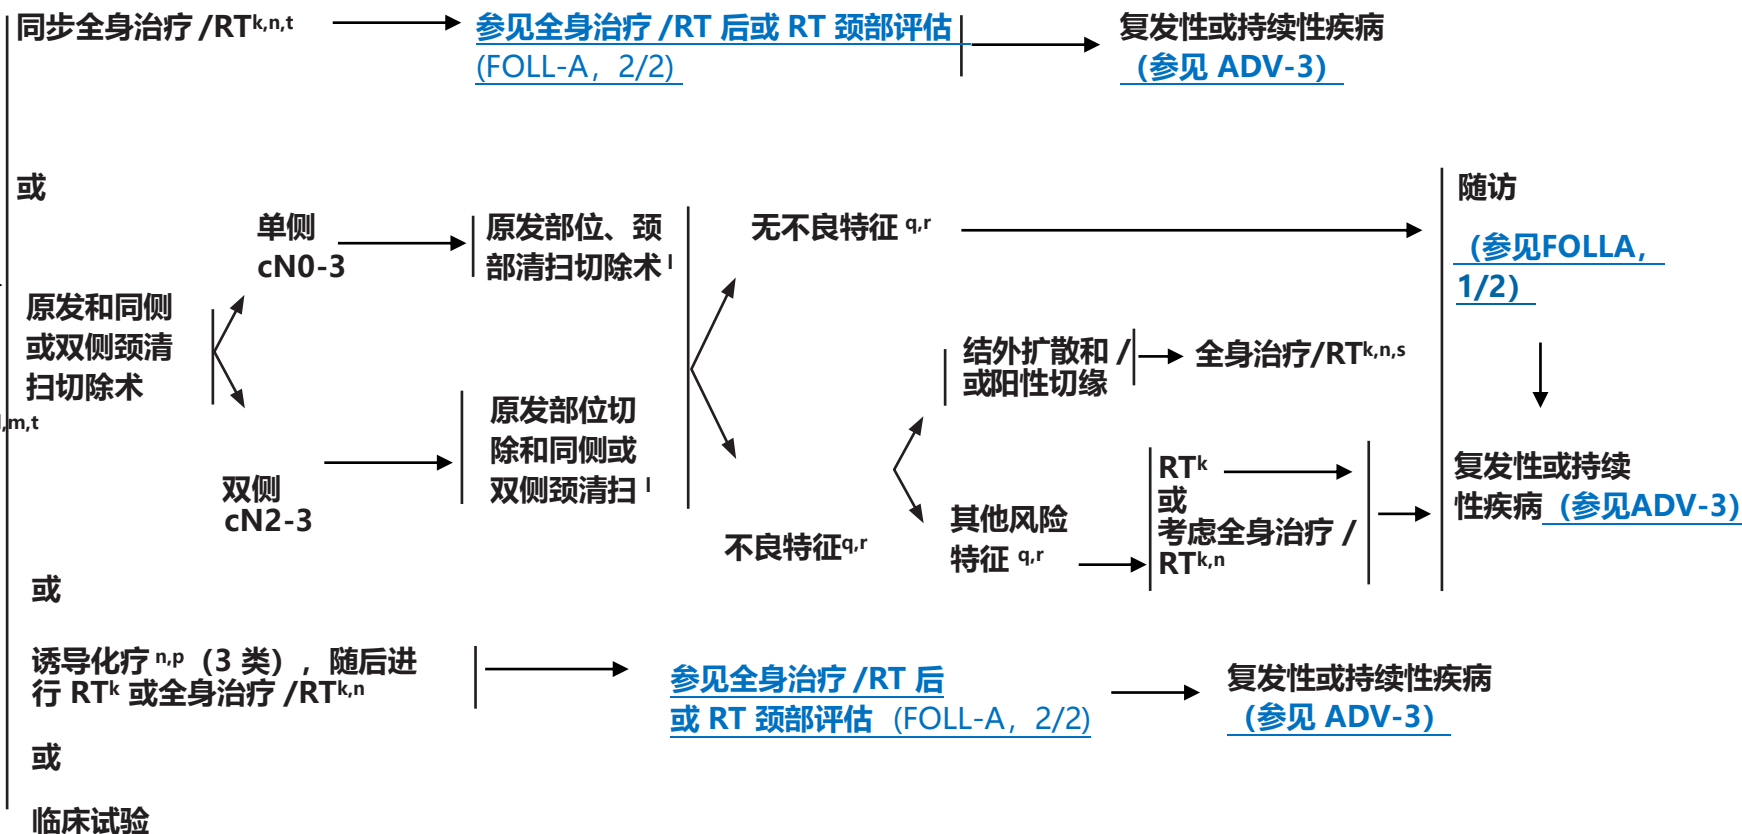 同步全身治疗 /RTk,n,t
参见全身治疗 /RT 后或 RT 颈部评估
(FOLL-A，2/2)
复发性或持续性疾病
（参见 ADV-3）
或
单侧
cN0-3
原发部位、颈
部清扫切除术 l
无不良特征 q,r
随访
（参见FOLLA，
1/2）
原发和同侧
或双侧颈清
扫切除术
m,t
双侧
cN2-3
原发部位切
除和同侧或
双侧颈清扫 l
不良特征q,r
结外扩散和 /
或阳性切缘
全身治疗/RTk,n,s
其他风险
特征 q,r
RTk
或
考虑全身治疗 /
RTk,n
复发性或持续
性疾病（参见ADV-3）
或
诱导化疗 n,p（3 类），随后进
行 RTk 或全身治疗 /RTk,n
参见全身治疗 /RT 后
或 RT 颈部评估（FOLL-A，2/2)
复发性或持续性疾病
（参见 ADV-3）
或
临床试验